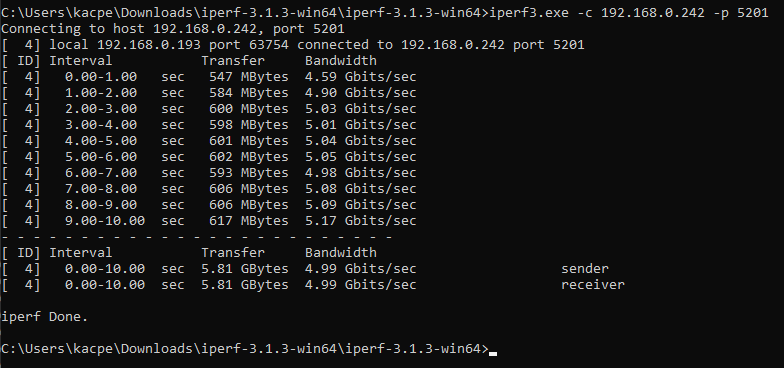 C:\Users\kacpe\Downloads\iperf-3.1.3-win64\iperf-3.1.3-win64>iperf3.exe -c 192.168.0.242 -p 5201
Connecting to host 192.168.0.242, port 5201
[  4] local 192.168.0.193 port 63754 connected to 192.168.0.242 port 5201
[ ID] Interval           Transfer     Bandwidth
[  4]   0.00-1.00   sec   547 MBytes  4.59 Gbits/sec
[  4]   1.00-2.00   sec   584 MBytes  4.90 Gbits/sec
[  4]   2.00-3.00   sec   600 MBytes  5.03 Gbits/sec
[  4]   3.00-4.00   sec   598 MBytes  5.01 Gbits/sec
[  4]   4.00-5.00   sec   601 MBytes  5.04 Gbits/sec
[  4]   5.00-6.00   sec   602 MBytes  5.05 Gbits/sec
[  4]   6.00-7.00   sec   593 MBytes  4.98 Gbits/sec
[  4]   7.00-8.00   sec   606 MBytes  5.08 Gbits/sec
[  4]   8.00-9.00   sec   606 MBytes  5.09 Gbits/sec
[  4]   9.00-10.00  sec   617 MBytes  5.17 Gbits/sec
- - - - - - - - - - - - - - - - - - - - - - - - -
[ ID] Interval           Transfer     Bandwidth
[  4]   0.00-10.00  sec  5.81 GBytes  4.99 Gbits/sec                  sender
[  4]   0.00-10.00  sec  5.81 GBytes  4.99 Gbits/sec                  receiver
iperf Done.
C:\Users\kacpe\Downloads\iperf-3.1.3-win64\iperf-3.1.3-win64>